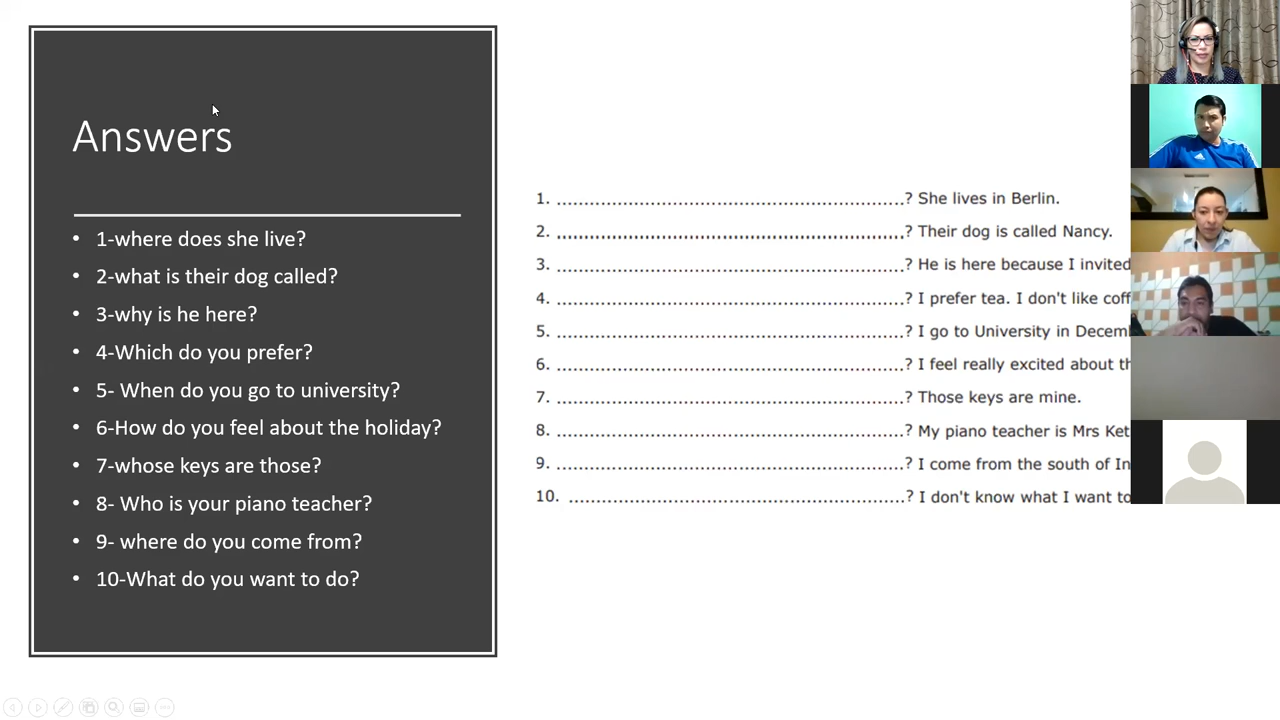 Answers
• 1-where does she live?
• 2-what is their dog called?
• 3-why is he here?
• 4-Which do you prefer?
• 5- When do you go to university?
• 6-How do you feel about the holiday?
• 7-whose keys are those?
• 8- Who is your piano teacher?
• 9- where do you come from?
• 10-What do you want to do?
1. ..................................................................? She lives in Berlin.
2. ..................................................................? Their dog is called Nancy.
3. ..................................................................? He is here because I invited
4. ..................................................................? I prefer tea. I don't like
5. ..................................................................? I go to University in
6. ..................................................................? I feel really excited about
7. ..................................................................? Those keys are mine.
8. ..................................................................? My piano teacher is Mrs
9. ..................................................................? I come from the south of
10. ................................................................? I don't know what I want to